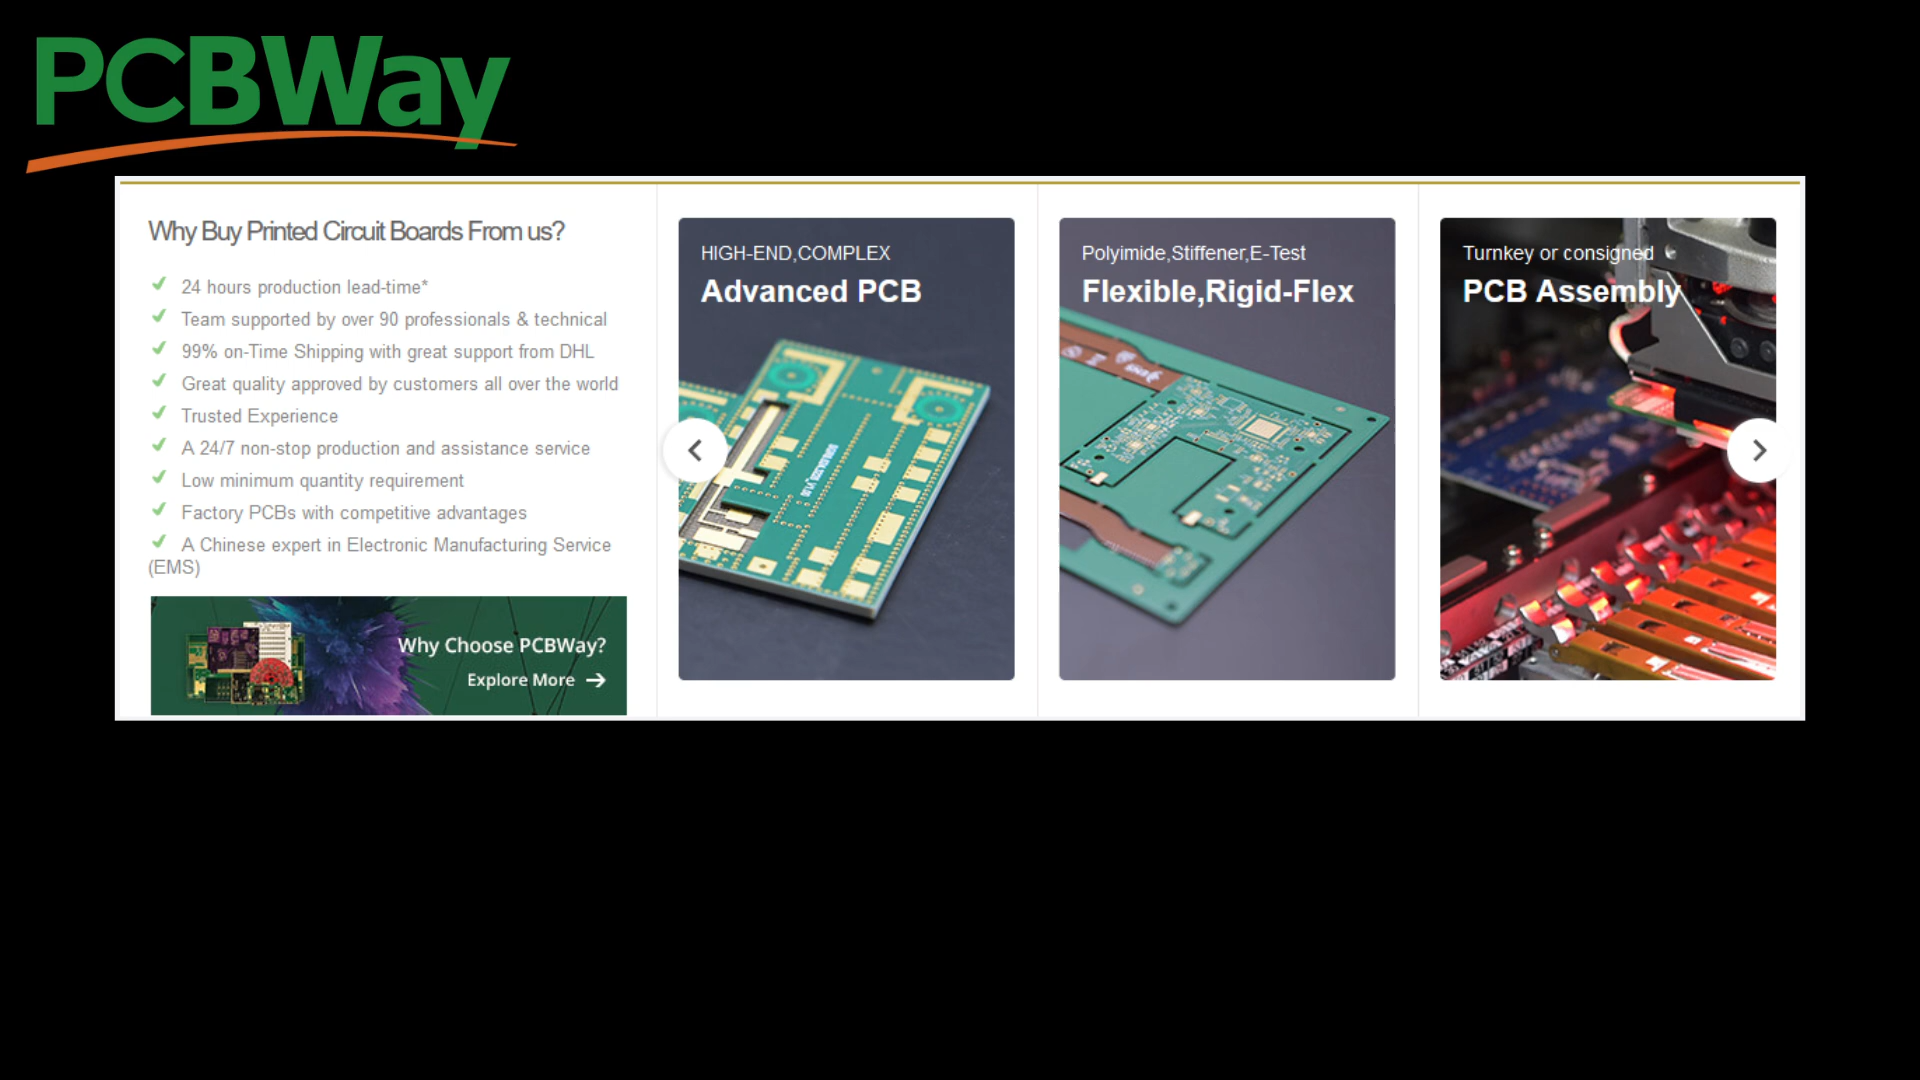 PCBWay
Why Buy Printed Circuit Boards From us?
24 hours production lead-time*
Team supported by over 90 professionals & technical
99% on-Time Shipping with great support from DHL
Great quality approved by customers all over the world
Trusted Experience
A 24/7 non-stop production and assistance service
Low minimum quantity requirement
Factory PCBs with competitive advantages
A Chinese expert in Electronic Manufacturing Service
(EMS)
Why Choose PCBWay?
Explore More
HIGH-END,COMPLEX
Advanced PCB
Polyimide,Stiffener,E-Test
Flexible,Rigid-Flex
Turnkey or consigned
PCB Assembly